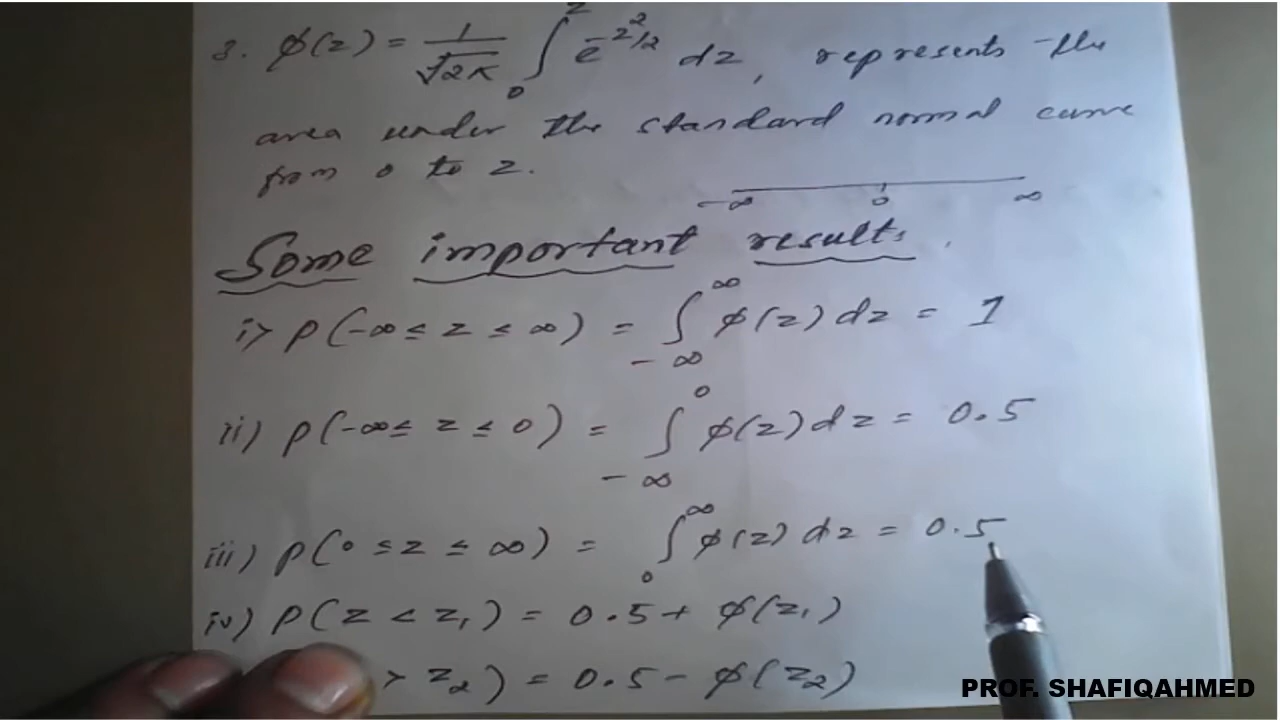 3. φ(z) = 1/√2π ∫₀ᶻ e^(-z²/2) dz, represents the
area under the standard normal curve
from 0 to z.
-∞ 0 ∞
Some important results.
i) P(-∞ ≤ z ≤ ∞) = ∫_{-∞}^{∞} φ(z) dz = 1
ii) P(-∞ ≤ z ≤ 0) = ∫_{-∞}^{0} φ(z) dz = 0.5
iii) P(0 ≤ z ≤ ∞) = ∫_{0}^{∞} φ(z) dz = 0.5
iv) P(z < z₁) = 0.5 + φ(z₁)
> z₂) = 0.5 - φ(z₂)
PROF. SHAFIQAHMED